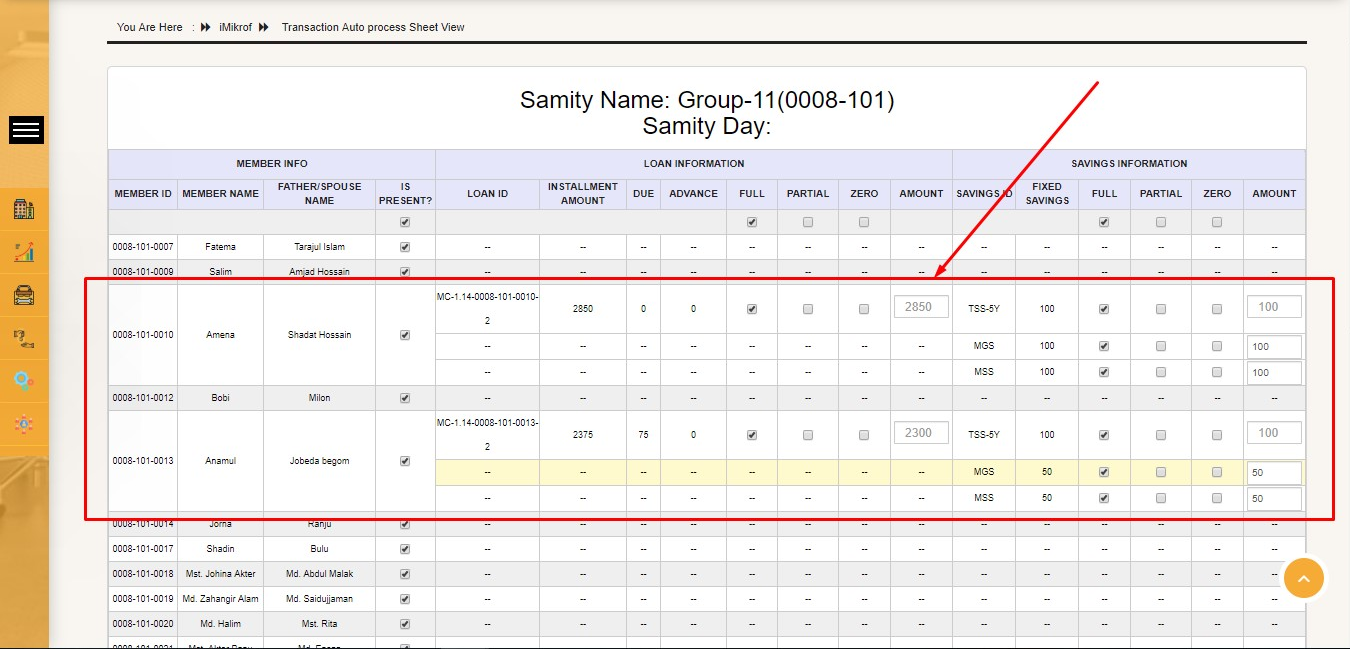 You Are Here : iMikrof Transaction Auto process Sheet View
Samity Name: Group-11(0008-101)
Samity Day:
MEMBER INFO LOAN INFORMATION SAVINGS INFORMATION
MEMBER ID MEMBER NAME FATHER/SPOUSE NAME IS PRESENT? LOAN ID INSTALLMENT AMOUNT DUE ADVANCE FULL PARTIAL ZERO AMOUNT SAVINGS ID FIXED SAVINGS FULL PARTIAL ZERO AMOUNT
0008-101-0007 Fatema Tarajul Islam -- -- -- -- -- -- -- -- -- -- -- -- -- --
0008-101-0009 Salim Amjad Hossain -- -- -- -- -- -- -- -- -- -- -- -- -- --
0008-101-0010 Amena Shadat Hossain MC-1.14-0008-101-0010-2 2850 0 0 2850 TSS-5Y 100 100
-- -- -- -- -- -- -- -- MGS 100 100
-- -- -- -- -- -- -- -- MSS 100 100
0008-101-0012 Bobi Milon -- -- -- -- -- -- -- -- -- -- -- -- -- --
0008-101-0013 Anamul Jobeda begom MC-1.14-0008-101-0013-2 2375 75 0 2300 TSS-5Y 100 100
-- -- -- -- -- -- -- -- MGS 50 50
-- -- -- -- -- -- -- -- MSS 50 50
0008-101-0014 Jorna Ranju -- -- -- -- -- -- -- -- -- -- -- -- -- --
0008-101-0017 Shadin Bulu -- -- -- -- -- -- -- -- -- -- -- -- -- --
0008-101-0018 Mst. Johina Akter Md. Abdul Malak -- -- -- -- -- -- -- -- -- -- -- -- -- --
0008-101-0019 Md. Zahangir Alam Md. Saidujjaman -- -- -- -- -- -- -- -- -- -- -- -- -- --
0008-101-0020 Md. Halim Mst. Rita -- -- -- -- -- -- -- -- -- -- -- -- -- --